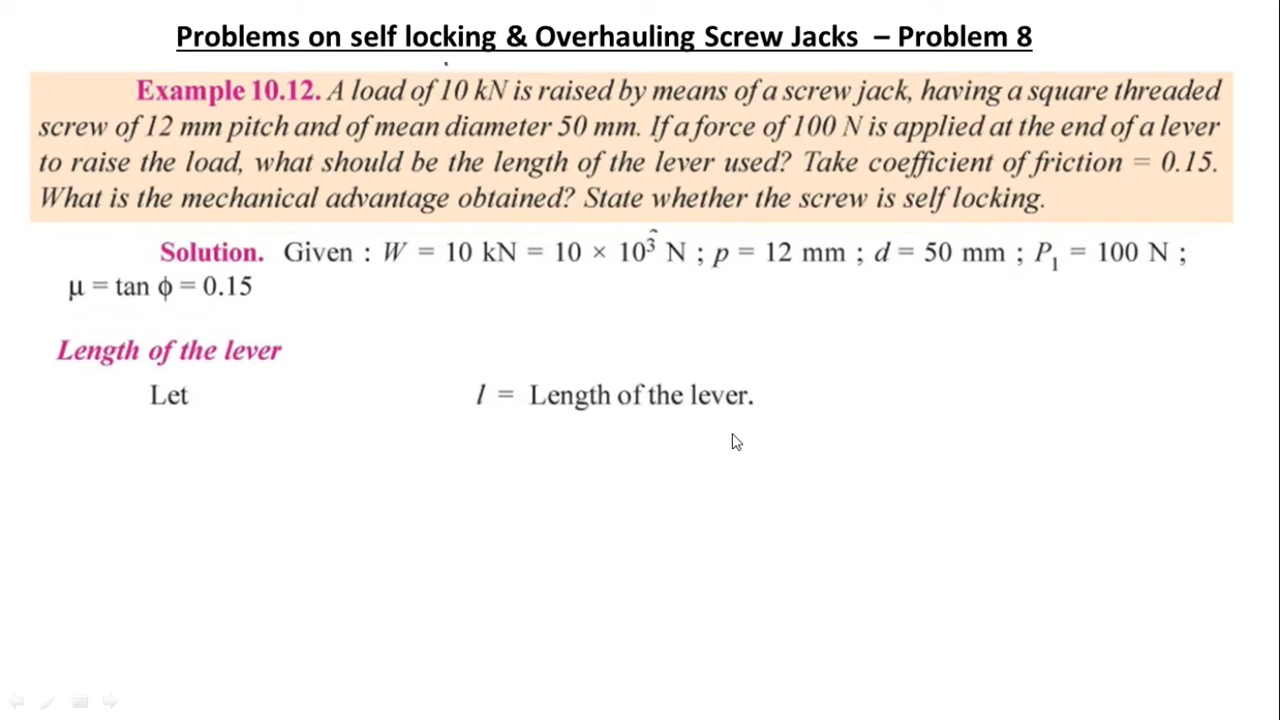 Problems on self locking & Overhauling Screw Jacks – Problem 8
Example 10.12. A load of 10 kN is raised by means of a screw jack, having a square threaded
screw of 12 mm pitch and of mean diameter 50 mm. If a force of 100 N is applied at the end of a lever
to raise the load, what should be the length of the lever used? Take coefficient of friction = 0.15.
What is the mechanical advantage obtained? State whether the screw is self locking.
Solution. Given : W = 10 kN = 10 × 10³ N ; p = 12 mm ; d = 50 mm ; P₁ = 100 N ;
μ = tan ϕ = 0.15
Length of the lever
Let l = Length of the lever.